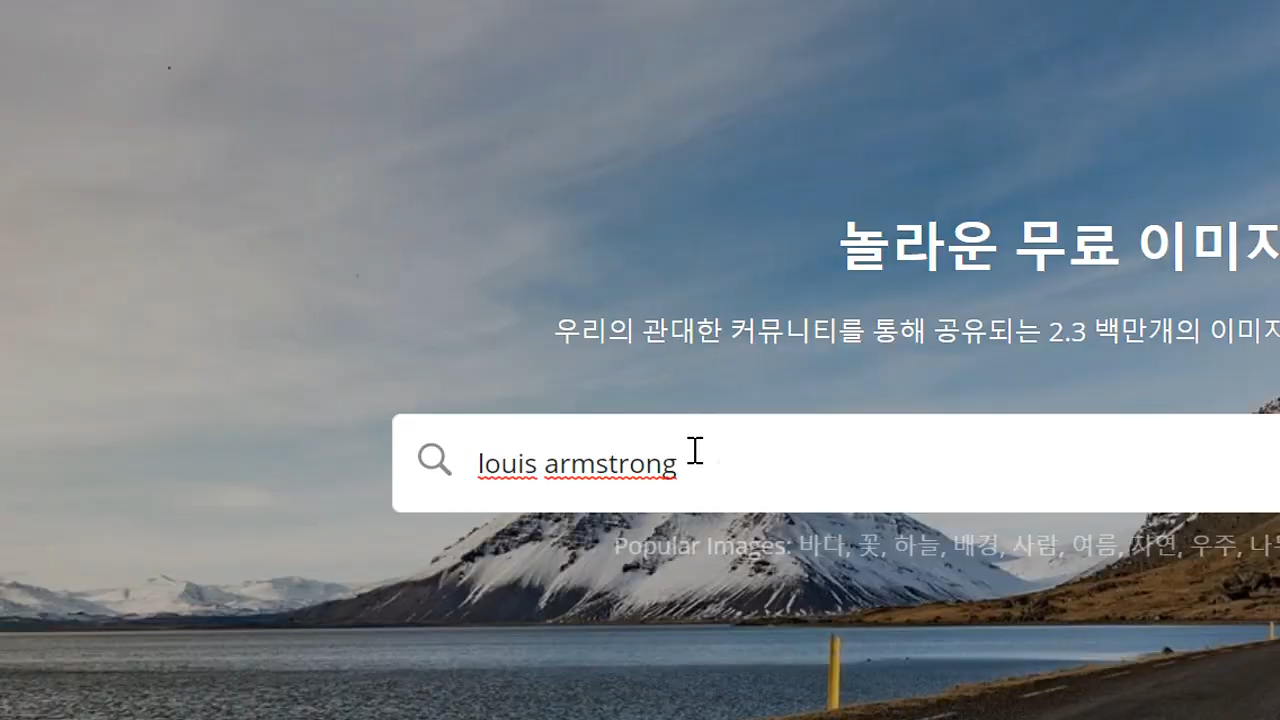 놀라운 무료 이미지
우리의 관대한 커뮤니티를 통해 공유되는 2.3 백만개의 이미지
louis armstrong
Popular Images: 바다, 꽃, 하늘, 배경, 사람, 여름, 자연, 우주,